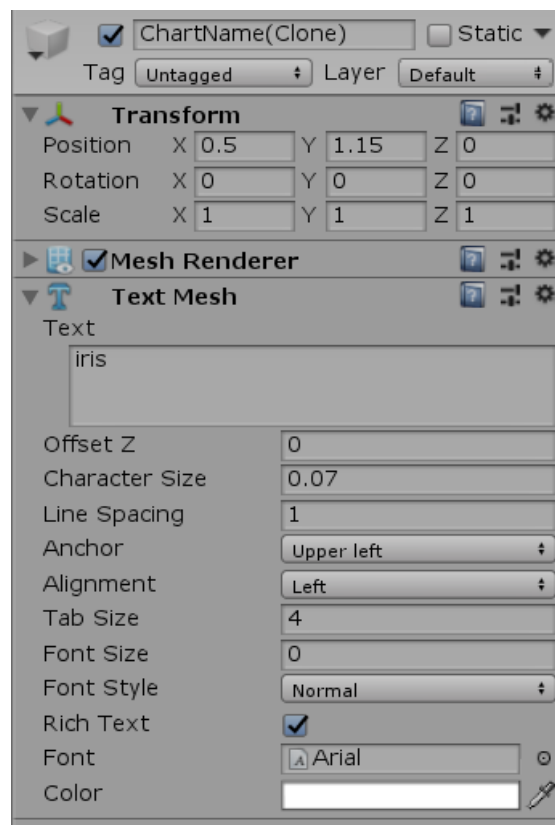 ChartName(Clone) Static
Tag Untagged Layer Default
Transform
Position X 0.5 Y 1.15 Z 0
Rotation X 0 Y 0 Z 0
Scale X 1 Y 1 Z 1
Mesh Renderer
Text Mesh
Text
iris
Offset Z 0
Character Size 0.07
Line Spacing 1
Anchor Upper left
Alignment Left
Tab Size 4
Font Size 0
Font Style Normal
Rich Text
Font Arial
Color